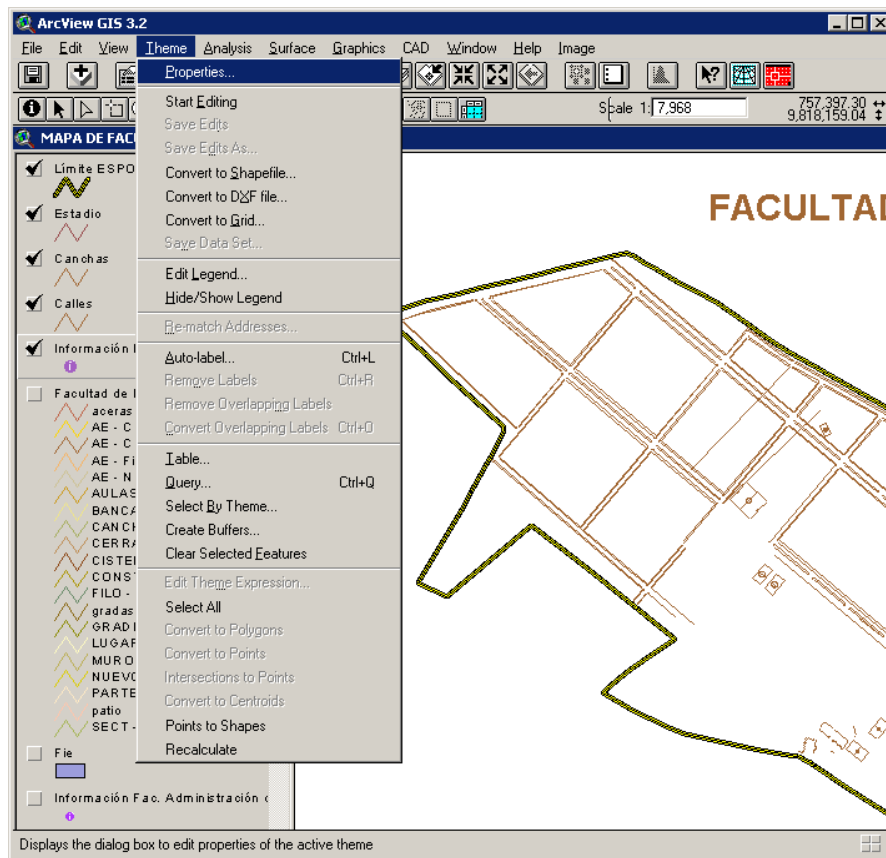 ArcView GIS 3.2
File Edit View Theme Analysis Surface Graphics CAD Window Help Image
Scale 1: 7,968
757,397.30
9,818,159.04
MAPA DE FAC
Properties...
Start Editing
Save Edits
Save Edits As...
Convert to Shapefile...
Convert to DXF file...
Convert to Grid...
Save Data Set...
Edit Legend...
Hide/Show Legend
Re-match Addresses...
Auto-label... Ctrl+L
Remove Labels Ctrl+R
Remove Overlapping Labels
Convert Overlapping Labels Ctrl+O
Table...
Query... Ctrl+Q
Select By Theme...
Create Buffers...
Clear Selected Features
Edit Theme Expression...
Select All
Convert to Polygons
Convert to Points
Intersections to Points
Convert to Centroids
Points to Shapes
Recalculate
Límite ESPO
Estadio
Canchas
Calles
Información
Facultad de
aceras
AE - C
AE - C
AE - Fi
AE - N
AULAS
BANCA
CANCH
CERRA
CISTE
CONS
FILO -
gradas
GRADI
LUGAR
MURO
NUEVO
PARTE
patio
SECT -
Fie
Información Fac. Administración
FACULTAD
Displays the dialog box to edit properties of the active theme